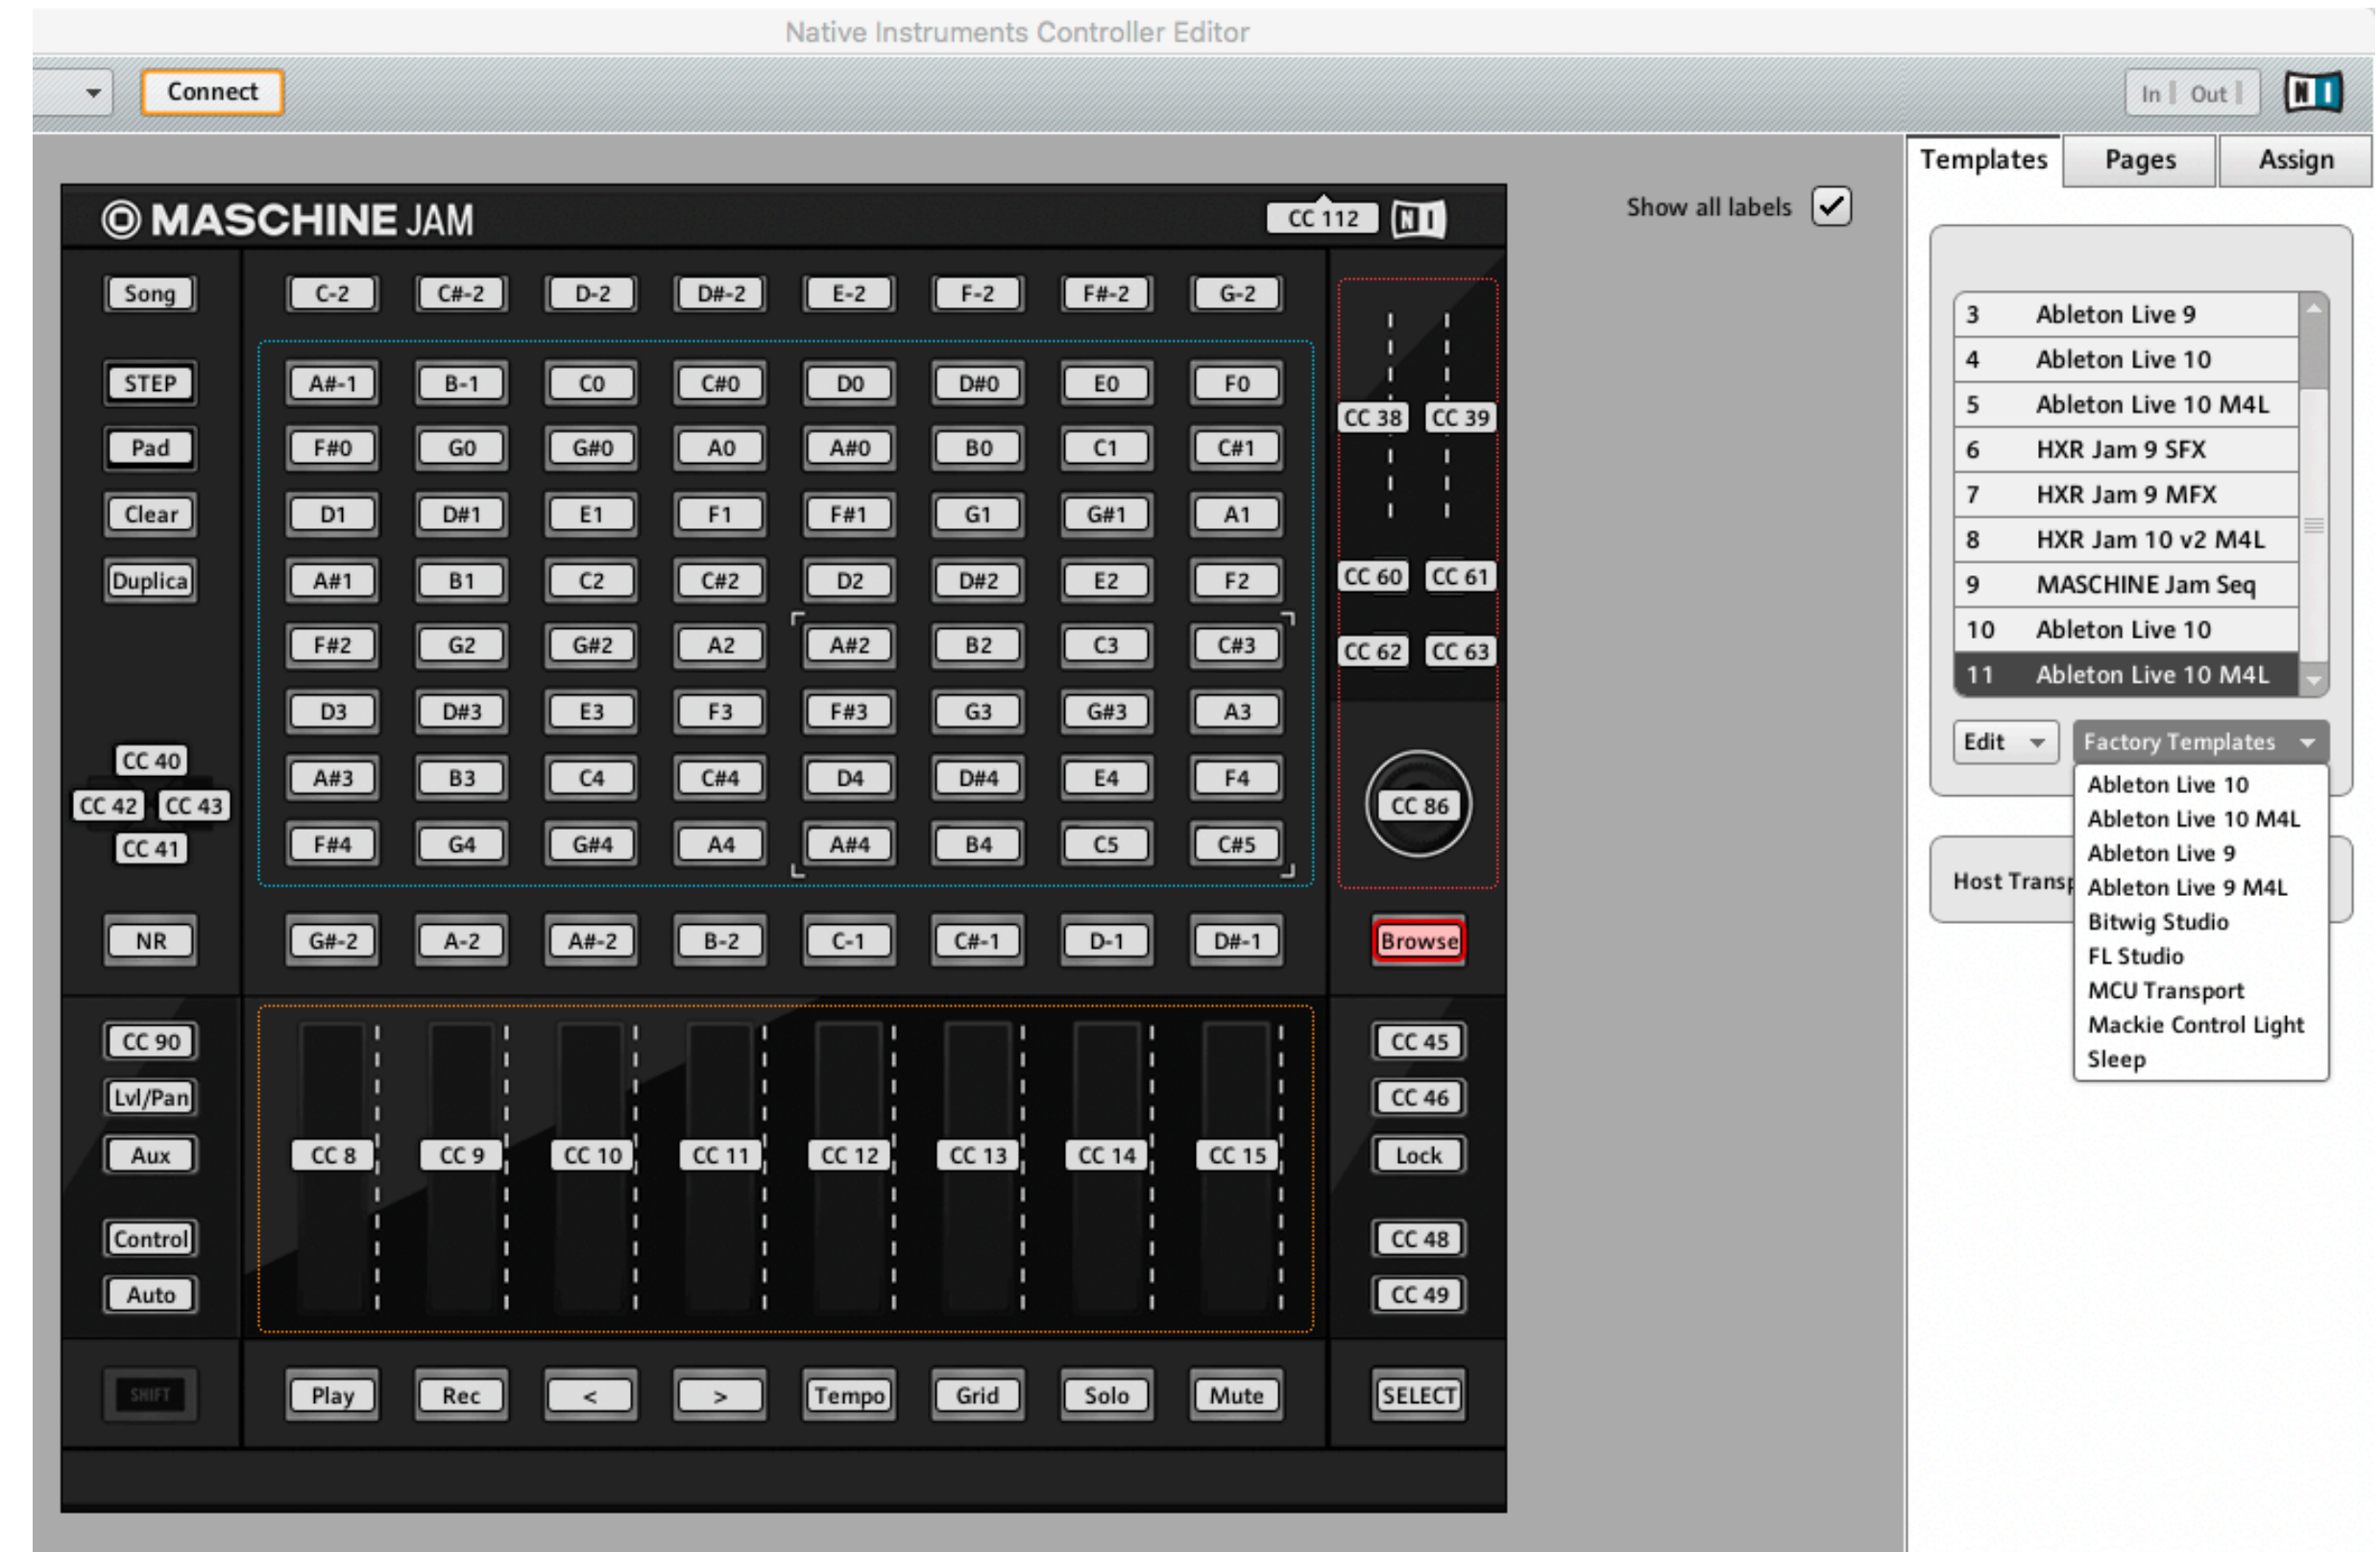 Native Instruments Controller Editor
Connect
In Out
NI
Templates Pages Assign
Show all labels
MASCHINE JAM
CC 112
NI
Song C-2 C#-2 D-2 D#-2 E-2 F-2 F#-2 G-2
STEP A#-1 B-1 C0 C#0 D0 D#0 E0 F0
CC 38 CC 39
Pad F#0 G0 G#0 A0 A#0 B0 C1 C#1
Clear D1 D#1 E1 F1 F#1 G1 G#1 A1
Duplica A#1 B1 C2 C#2 D2 D#2 E2 F2 CC 60 CC 61
F#2 G2 G#2 A2 A#2 B2 C3 C#3 CC 62 CC 63
D3 D#3 E3 F3 F#3 G3 G#3 A3
CC 40
A#3 B3 C4 C#4 D4 D#4 E4 F4
CC 42 CC 43 CC 86
CC 41 F#4 G4 G#4 A4 A#4 B4 C5 C#5
NR G#-2 A-2 A#-2 B-2 C-1 C#-1 D-1 D#-1 Browse
CC 90 CC 45
Lvl/Pan CC 46
Aux CC 8 CC 9 CC 10 CC 11 CC 12 CC 13 CC 14 CC 15 Lock
Control CC 48
Auto CC 49
SHIFT Play Rec < > Tempo Grid Solo Mute SELECT
3 Ableton Live 9
4 Ableton Live 10
5 Ableton Live 10 M4L
6 HXR Jam 9 SFX
7 HXR Jam 9 MFX
8 HXR Jam 10 v2 M4L
9 MASCHINE Jam Seq
10 Ableton Live 10
11 Ableton Live 10 M4L
Edit Factory Templates
Ableton Live 10
Ableton Live 10 M4L
Ableton Live 9
Host Transp
Ableton Live 9 M4L
Bitwig Studio
FL Studio
MCU Transport
Mackie Control Light
Sleep